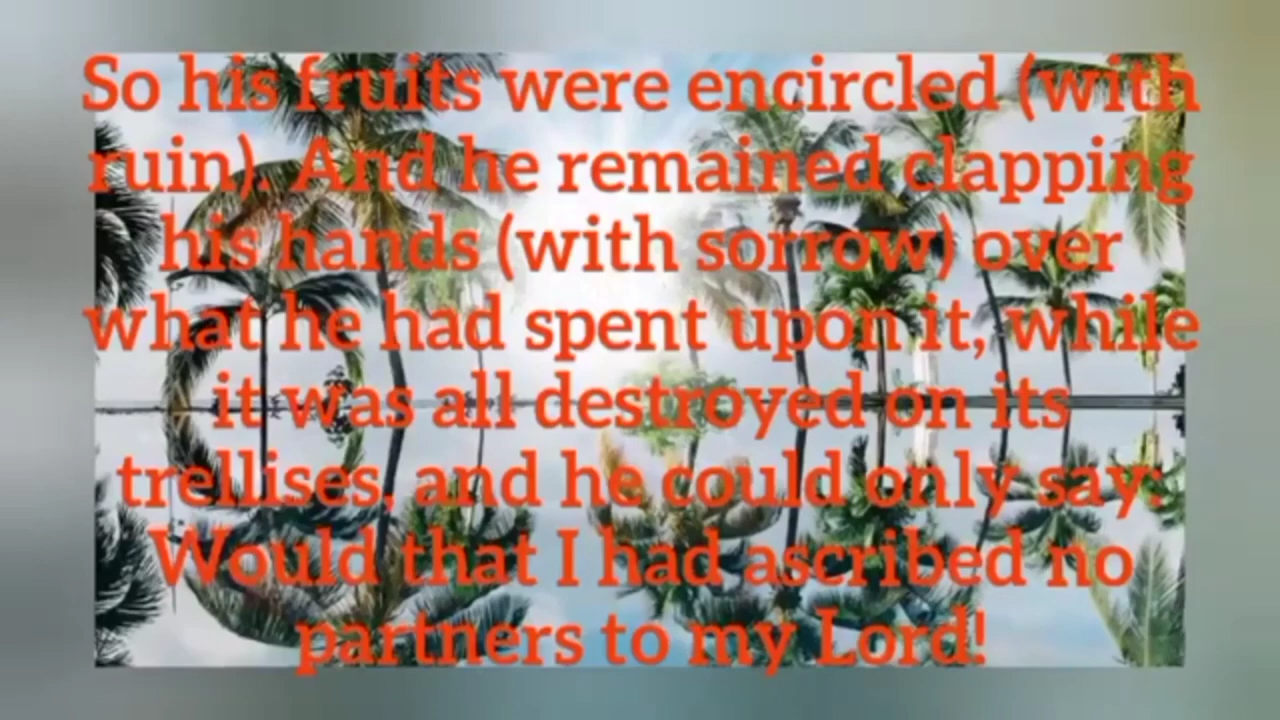 So his fruits were encircled (with
ruin). And he remained clapping
his hands (with sorrow) over
what he had spent upon it, while
it was all destroyed on its
trellises, and he could only say:
Would that I had ascribed no
partners to my Lord!